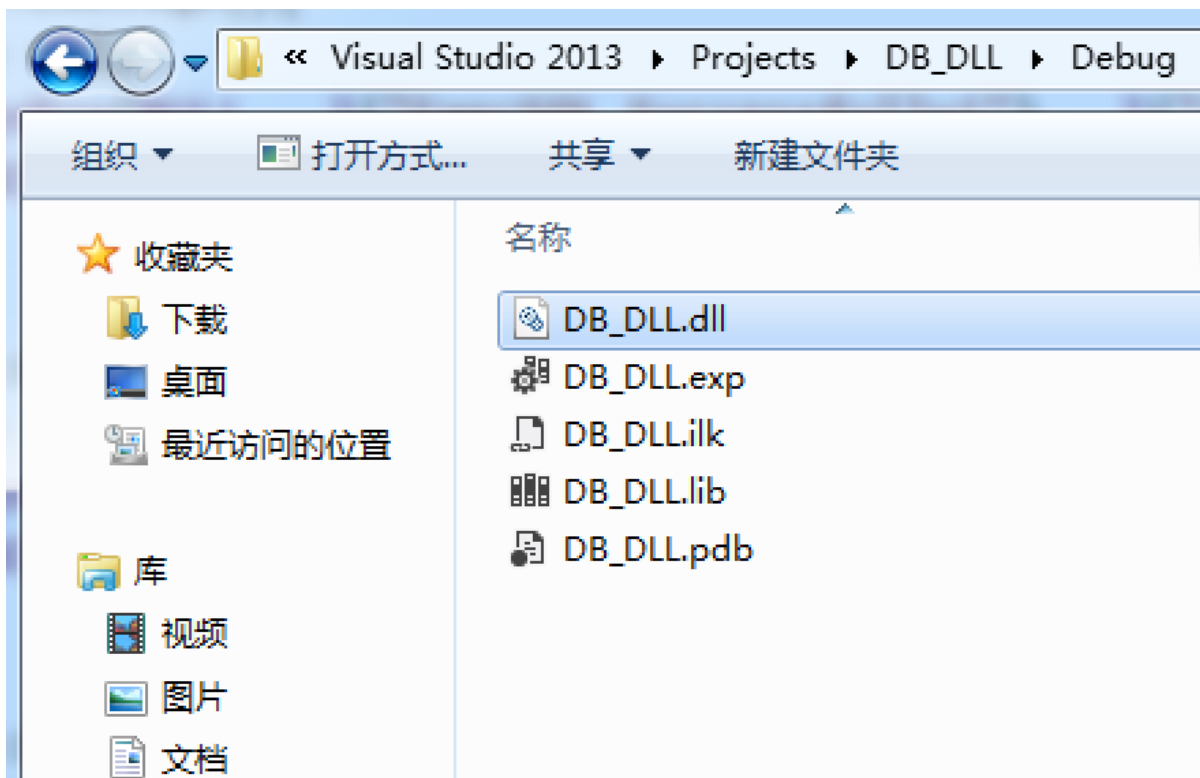 « Visual Studio 2013 ▸ Projects ▸ DB_DLL ▸ Debug
组织 ▼ 打开方式... 共享 ▼ 新建文件夹
收藏夹
下载
桌面
最近访问的位置
库
视频
图片
文档
名称
DB_DLL.dll
DB_DLL.exp
DB_DLL.ilk
DB_DLL.lib
DB_DLL.pdb